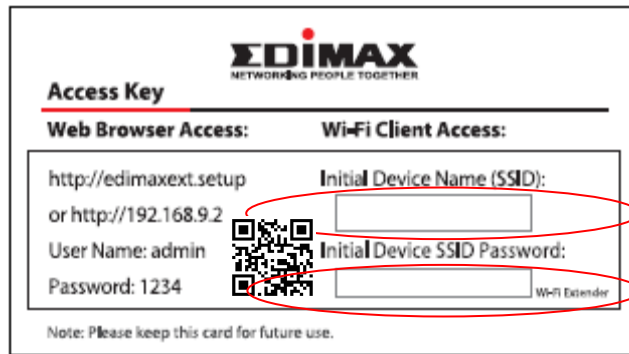 EDIMAX
NETWORKING PEOPLE TOGETHER
Access Key
Web Browser Access:
Wi-Fi Client Access:
http://edimaxext.setup
or http://192.168.9.2
User Name: admin
Password: 1234
Initial Device Name (SSID):
Initial Device SSID Password:
Wi-Fi Extender
Note: Please keep this card for future use.